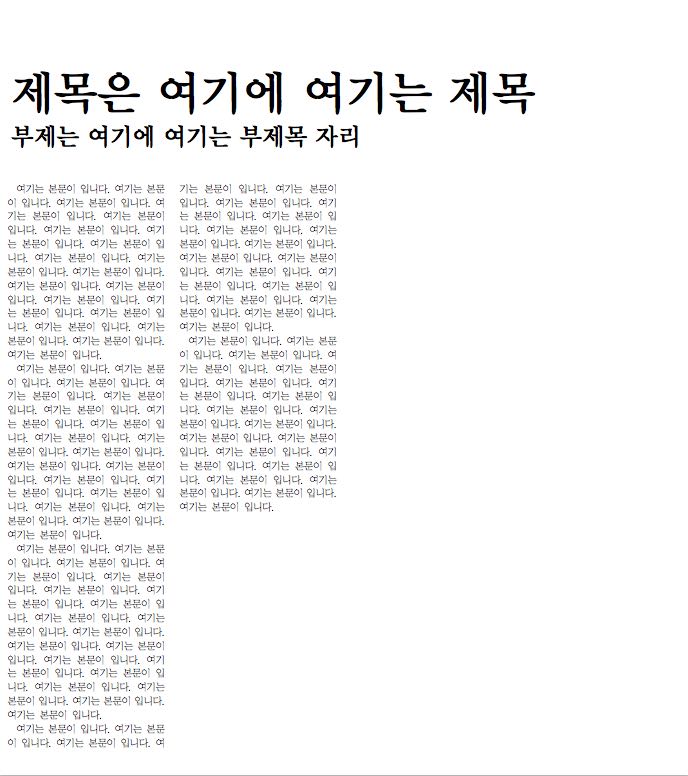 제목은 여기에 여기는 제목
부제는 여기에 여기는 부제목 자리
여기는 본문이 입니다. 여기는 본문
이 입니다. 여기는 본문이 입니다. 여
기는 본문이 입니다. 여기는 본문이
입니다. 여기는 본문이 입니다. 여기
는 본문이 입니다. 여기는 본문이 입
니다. 여기는 본문이 입니다. 여기는
본문이 입니다. 여기는 본문이 입니다.
여기는 본문이 입니다. 여기는 본문이
입니다. 여기는 본문이 입니다. 여기
는 본문이 입니다. 여기는 본문이 입
니다. 여기는 본문이 입니다. 여기는
본문이 입니다. 여기는 본문이 입니다.
여기는 본문이 입니다.
여기는 본문이 입니다. 여기는 본문
이 입니다. 여기는 본문이 입니다. 여
기는 본문이 입니다. 여기는 본문이
입니다. 여기는 본문이 입니다. 여기
는 본문이 입니다. 여기는 본문이 입
니다. 여기는 본문이 입니다. 여기는
본문이 입니다. 여기는 본문이 입니다.
여기는 본문이 입니다. 여기는 본문이
입니다. 여기는 본문이 입니다. 여기
는 본문이 입니다. 여기는 본문이 입
니다. 여기는 본문이 입니다. 여기는
본문이 입니다. 여기는 본문이 입니다.
여기는 본문이 입니다.
여기는 본문이 입니다. 여기는 본문
이 입니다. 여기는 본문이 입니다. 여
기는 본문이 입니다. 여기는 본문이
입니다. 여기는 본문이 입니다. 여기
는 본문이 입니다. 여기는 본문이 입
니다. 여기는 본문이 입니다. 여기는
본문이 입니다. 여기는 본문이 입니다.
여기는 본문이 입니다. 여기는 본문이
입니다. 여기는 본문이 입니다. 여기
는 본문이 입니다. 여기는 본문이 입
니다. 여기는 본문이 입니다. 여기는
본문이 입니다. 여기는 본문이 입니다.
여기는 본문이 입니다.
여기는 본문이 입니다. 여기는 본문
이 입니다. 여기는 본문이 입니다. 여
기는 본문이 입니다. 여기는 본문이
입니다. 여기는 본문이 입니다. 여기
는 본문이 입니다. 여기는 본문이 입
니다. 여기는 본문이 입니다. 여기는
본문이 입니다. 여기는 본문이 입니다.
여기는 본문이 입니다. 여기는 본문이
입니다. 여기는 본문이 입니다. 여기
는 본문이 입니다. 여기는 본문이 입
니다. 여기는 본문이 입니다. 여기는
본문이 입니다. 여기는 본문이 입니다.
여기는 본문이 입니다.
여기는 본문이 입니다. 여기는 본문
이 입니다. 여기는 본문이 입니다. 여
기는 본문이 입니다. 여기는 본문이
입니다. 여기는 본문이 입니다. 여기
는 본문이 입니다. 여기는 본문이 입
니다. 여기는 본문이 입니다. 여기는
본문이 입니다. 여기는 본문이 입니다.
여기는 본문이 입니다. 여기는 본문이
입니다. 여기는 본문이 입니다. 여기
는 본문이 입니다. 여기는 본문이 입
니다. 여기는 본문이 입니다. 여기는
본문이 입니다. 여기는 본문이 입니다.
여기는 본문이 입니다.